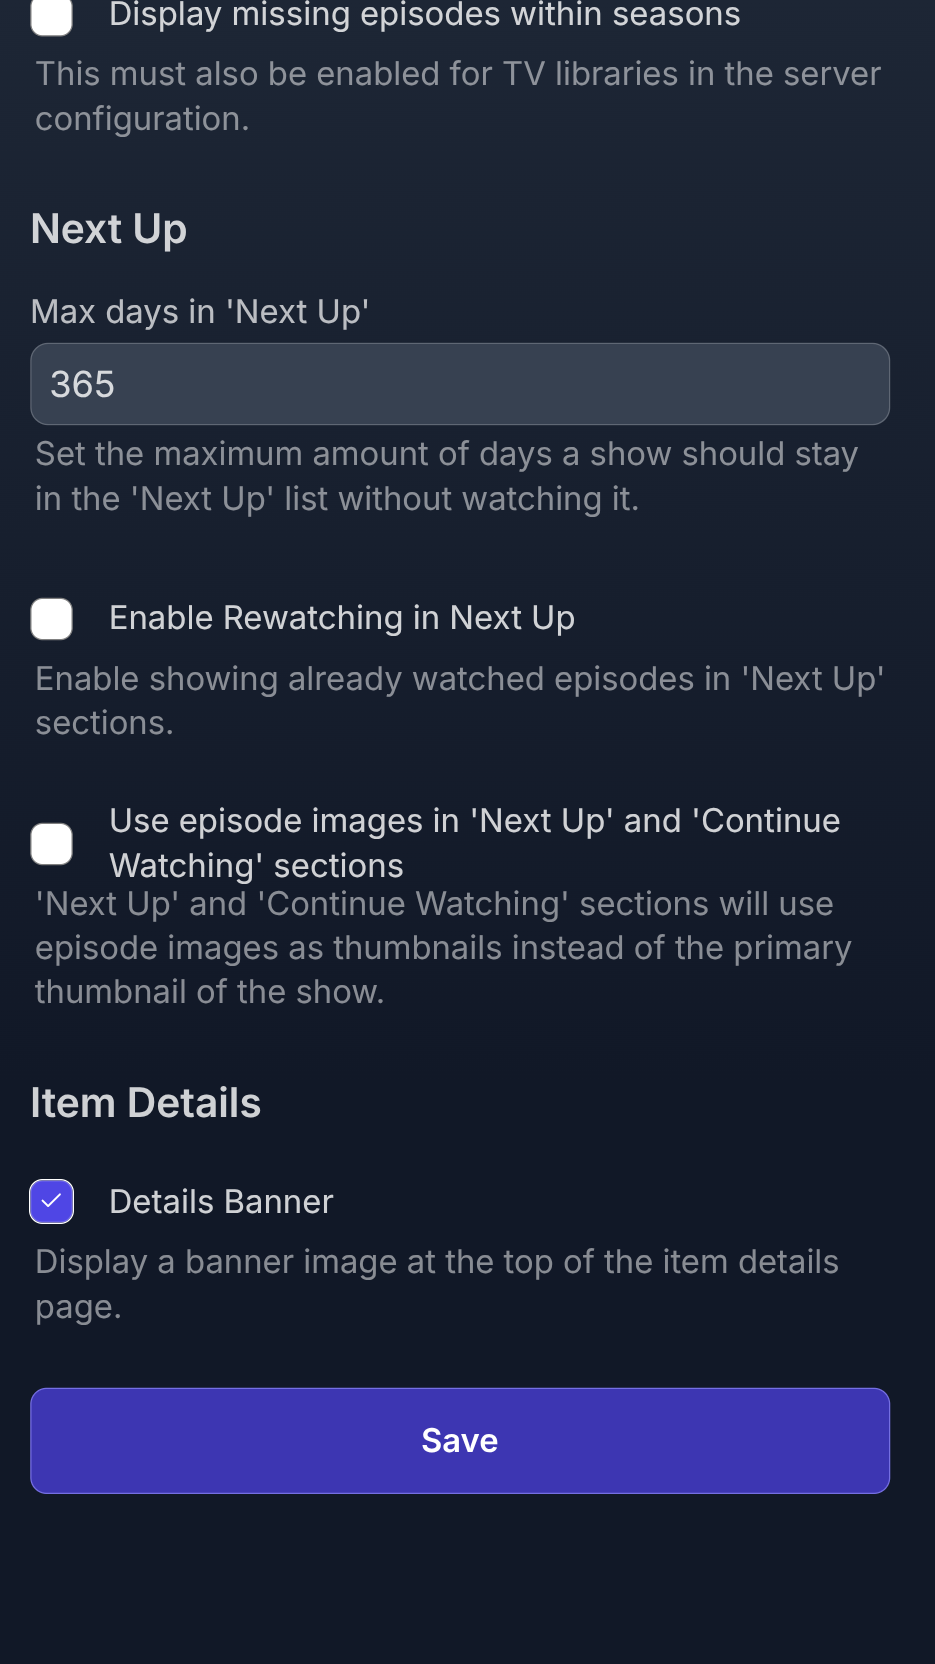 Display missing episodes within seasons
This must also be enabled for TV libraries in the server
configuration.
Next Up
Max days in 'Next Up'
365
Set the maximum amount of days a show should stay
in the 'Next Up' list without watching it.
Enable Rewatching in Next Up
Enable showing already watched episodes in 'Next Up'
sections.
Use episode images in 'Next Up' and 'Continue
Watching' sections
'Next Up' and 'Continue Watching' sections will use
episode images as thumbnails instead of the primary
thumbnail of the show.
Item Details
Details Banner
Display a banner image at the top of the item details
page.
Save